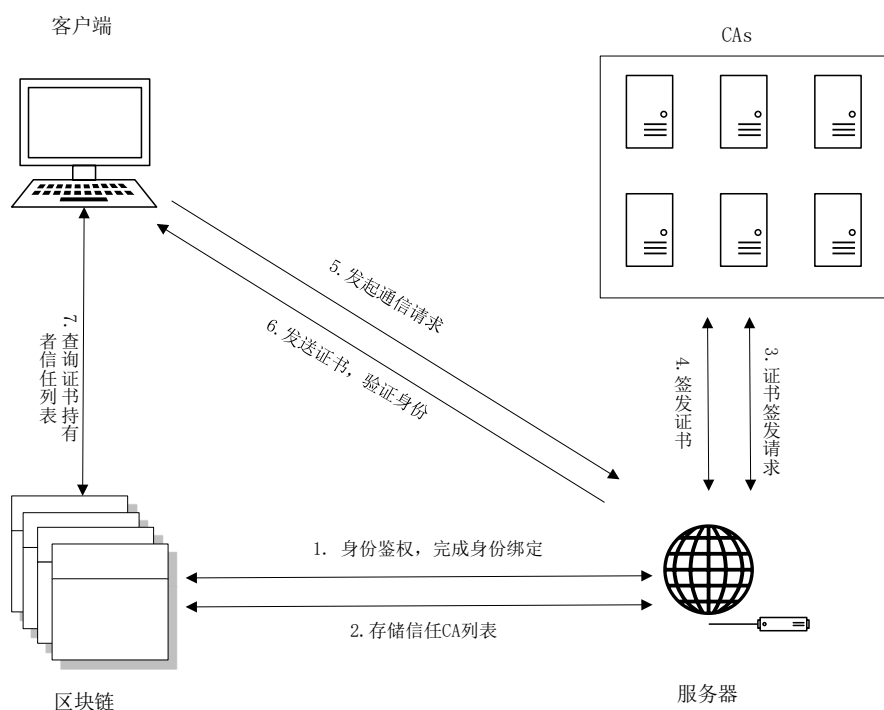 客户端
CAs
5.发起通信请求
6.发送证书，验证身份
7.查询证书持有
者信任列表
4.签发证书
3.证书签发请求
1. 身份鉴权，完成身份绑定
2.存储信任CA列表
区块链
服务器